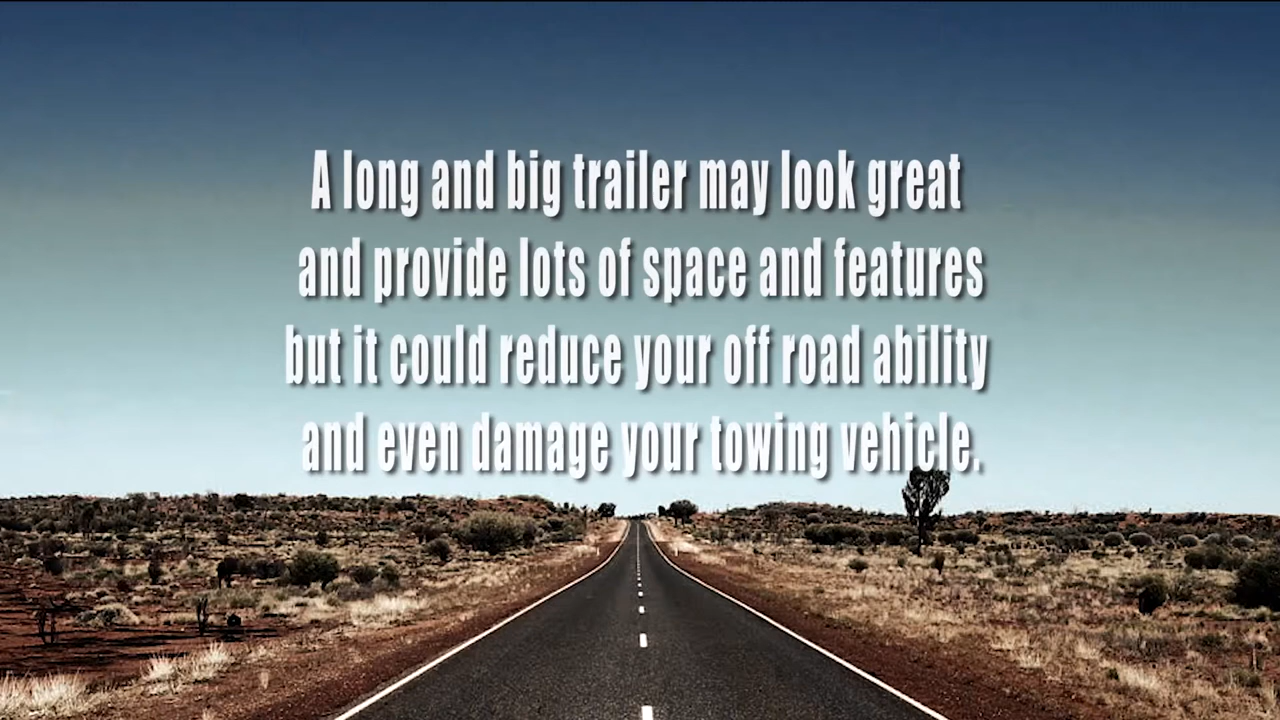 A long and big trailer may look great
and provide lots of space and features
but it could reduce your off road ability
and even damage your towing vehicle.